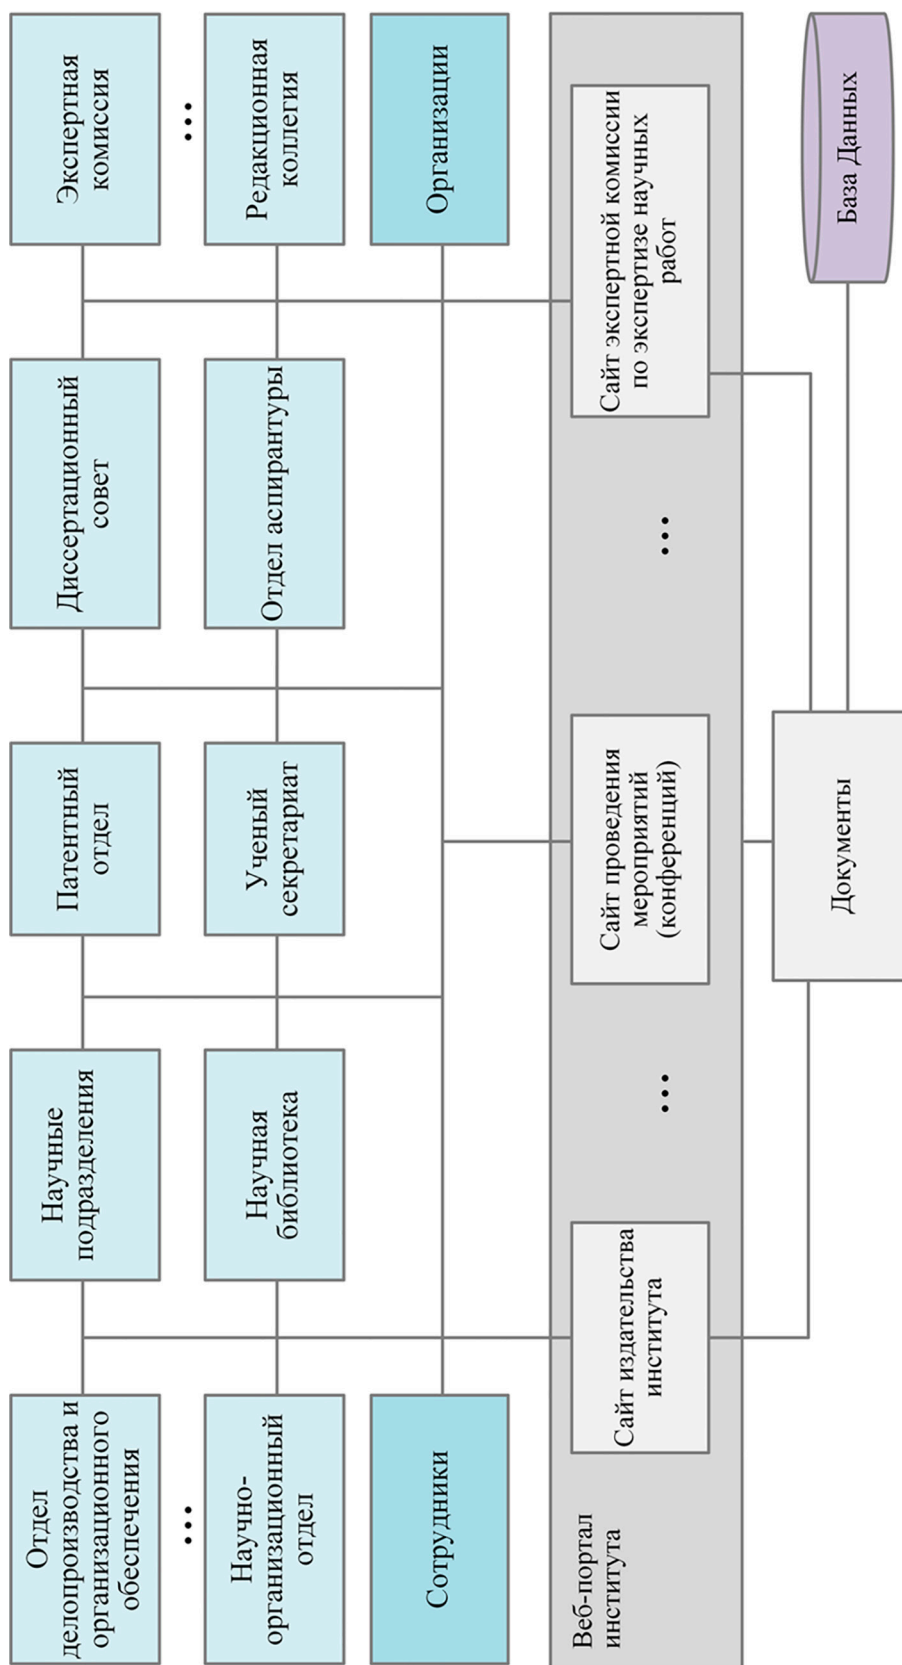 Отдел
делопроизводства и
организационного
обеспечения
Научные
подразделения
Патентный
отдел
Диссертационный
совет
Экспертная
комиссия
...
...
Научно-
организационный
отдел
Научная
библиотека
Ученый
секретариат
Отдел аспирантуры
Редакционная
коллегия
Сотрудники
Организации
Веб-портал
института
Сайт издательства
института
...
Сайт проведения
мероприятий
(конференций)
...
Сайт экспертной комиссии
по экспертизе научных
работ
Документы
База Данных